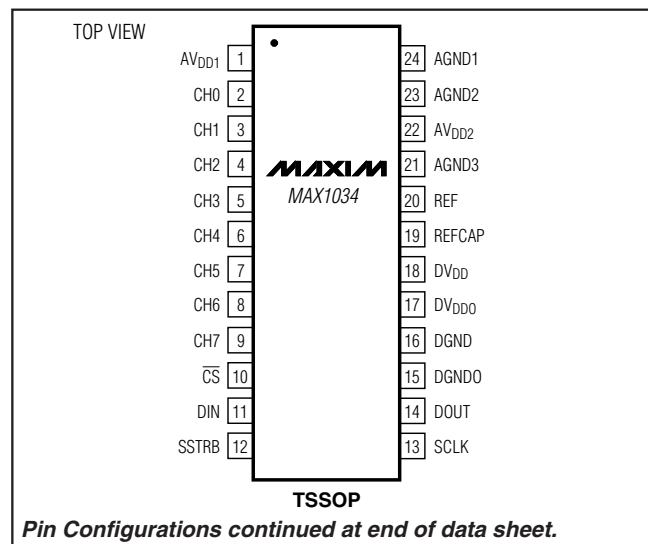 TOP VIEW
AVDD1 1
CH0 2
CH1 3
CH2 4
CH3 5
CH4 6
CH5 7
CH6 8
CH7 9
C̅S̅ 10
DIN 11
SSTRB 12
MAXIM
MAX1034
24 AGND1
23 AGND2
22 AVDD2
21 AGND3
20 REF
19 REFCAP
18 DVDD
17 DVDDO
16 DGND
15 DGNDO
14 DOUT
13 SCLK
TSSOP
Pin Configurations continued at end of data sheet.